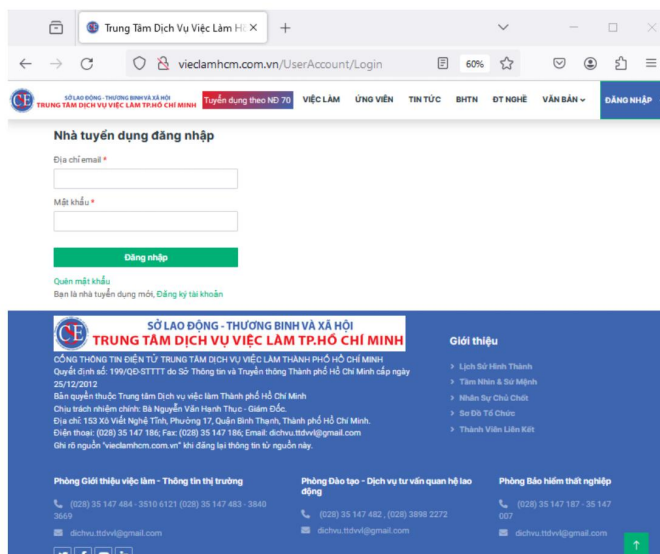 Trung Tâm Dịch Vụ Việc Làm H
vieclamhcm.com.vn/UserAccount/Login
60%
CE
SỞ LAO ĐỘNG - THƯƠNG BINH VÀ XÃ HỘI
TRUNG TÂM DỊCH VỤ VIỆC LÀM TP.HỒ CHÍ MINH
Tuyển dụng theo NĐ 70
VIỆC LÀM
ỨNG VIÊN
TIN TỨC
BHTN
ĐT NGHỀ
VĂN BẢN
ĐĂNG NHẬP
Nhà tuyển dụng đăng nhập
Địa chỉ email *
Mật khẩu *
Đăng nhập
Quên mật khẩu
Bạn là nhà tuyển dụng mới, Đăng ký tài khoản
CE
SỞ LAO ĐỘNG - THƯƠNG BINH VÀ XÃ HỘI
TRUNG TÂM DỊCH VỤ VIỆC LÀM TP.HỒ CHÍ MINH
CỔNG THÔNG TIN ĐIỆN TỬ TRUNG TÂM DỊCH VỤ VIỆC LÀM THÀNH PHỐ HỒ CHÍ MINH
Quyết định số: 199/QĐ-STTTT do Sở Thông tin và Truyền thông Thành phố Hồ Chí Minh cấp ngày
25/12/2012
Bản quyền thuộc Trung tâm Dịch vụ việc làm Thành phố Hồ Chí Minh
Chịu trách nhiệm chính: Bà Nguyễn Văn Hạnh Thục - Giám Đốc.
Địa chỉ: 153 Xô Viết Nghệ Tĩnh, Phường 17, Quận Bình Thạnh, Thành phố Hồ Chí Minh.
Điện thoại: (028) 35 147 186; Fax: (028) 35 147 186; Email: dichvu.ttdvvl@gmail.com
Ghi rõ nguồn "vieclamhcm.com.vn" khi đăng lại thông tin từ nguồn này.
Giới thiệu
> Lịch Sử Hình Thành
> Tầm Nhìn & Sứ Mệnh
> Nhân Sự Chủ Chốt
> Sơ Đồ Tổ Chức
> Thành Viên Liên Kết
Phòng Giới thiệu việc làm - Thông tin thị trường
(028) 35 147 484 - 3510 6121 (028) 35 147 483 - 3840
3669
dichvu.ttdvvl@gmail.com
Phòng Đào tạo - Dịch vụ tư vấn quan hệ lao
động
(028) 35 147 482 , (028) 3898 2272
dichvu.ttdvvl@gmail.com
Phòng Bảo hiểm thất nghiệp
(028) 35 147 187 - 35 147
007
dichvu.ttdvvl@gmail.com